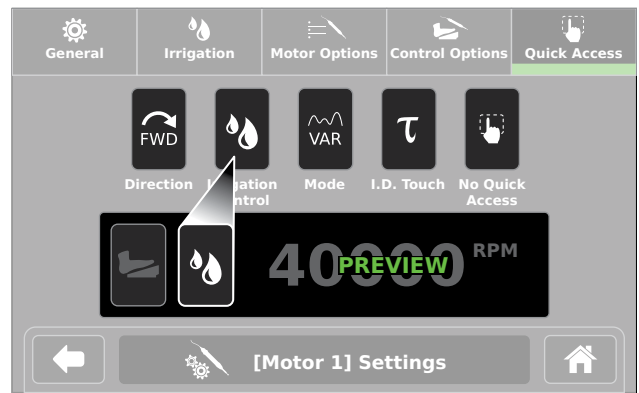 General
Irrigation
Motor Options
Control Options
Quick Access
FWD
VAR
τ
Direction
Mode
I.D. Touch
No Quick
Access
40000
RPM
PREVIEW
[Motor 1] Settings